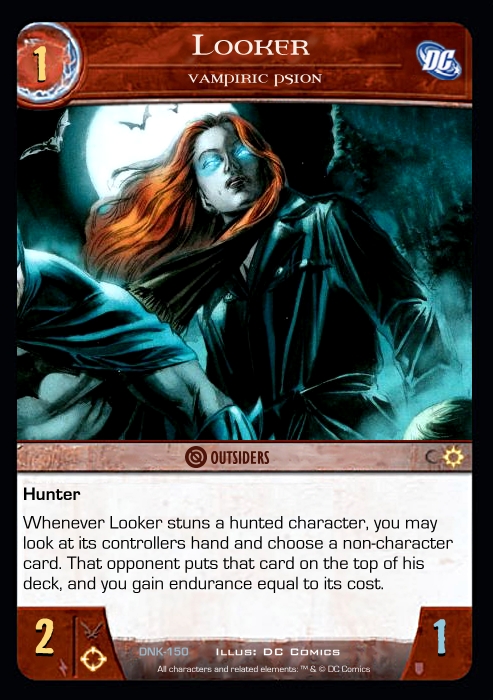 1
LOOKER
VAMPIRIC PSION
DC
OUTSIDERS
Hunter
Whenever Looker stuns a hunted character, you may
look at its controllers hand and choose a non-character
card. That opponent puts that card on the top of his
deck, and you gain endurance equal to its cost.
2
DNK-150 ILLUS: DC COMICS
1
All characters and related elements: ™ & © DC Comics